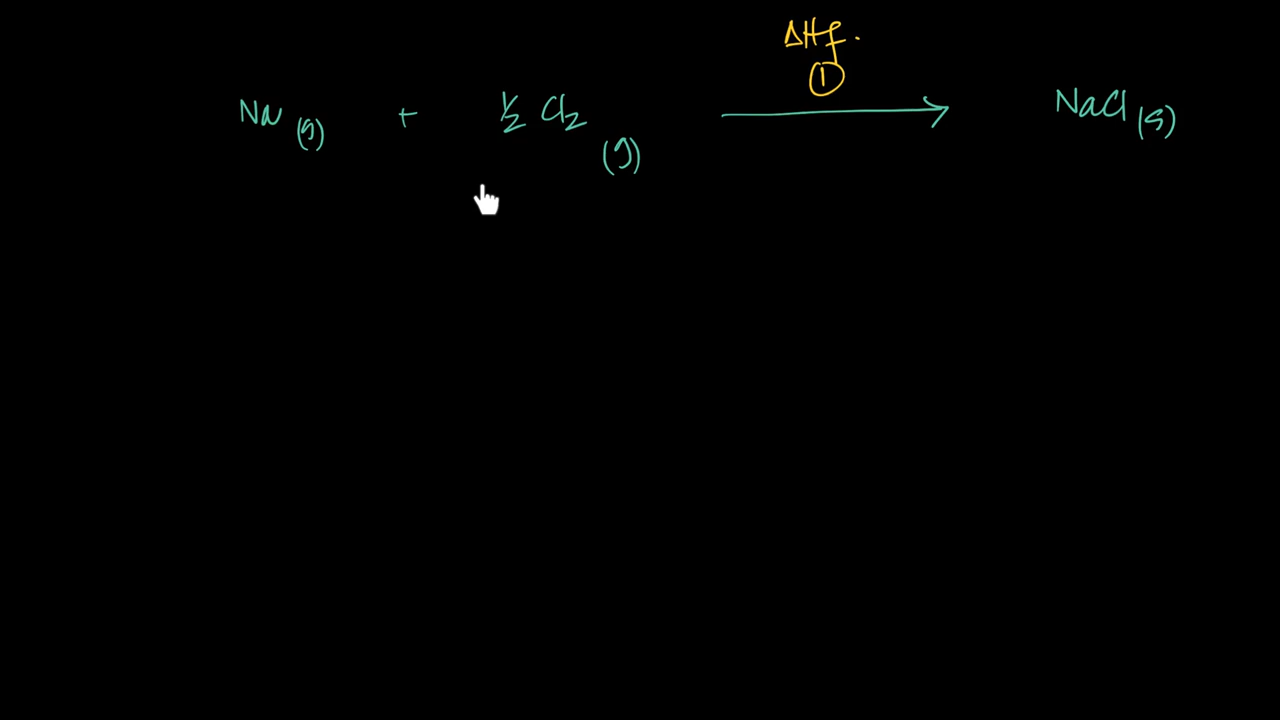 ΔHf.
①
Na (s) + ½ Cl₂ (g) ⟶ NaCl (s)